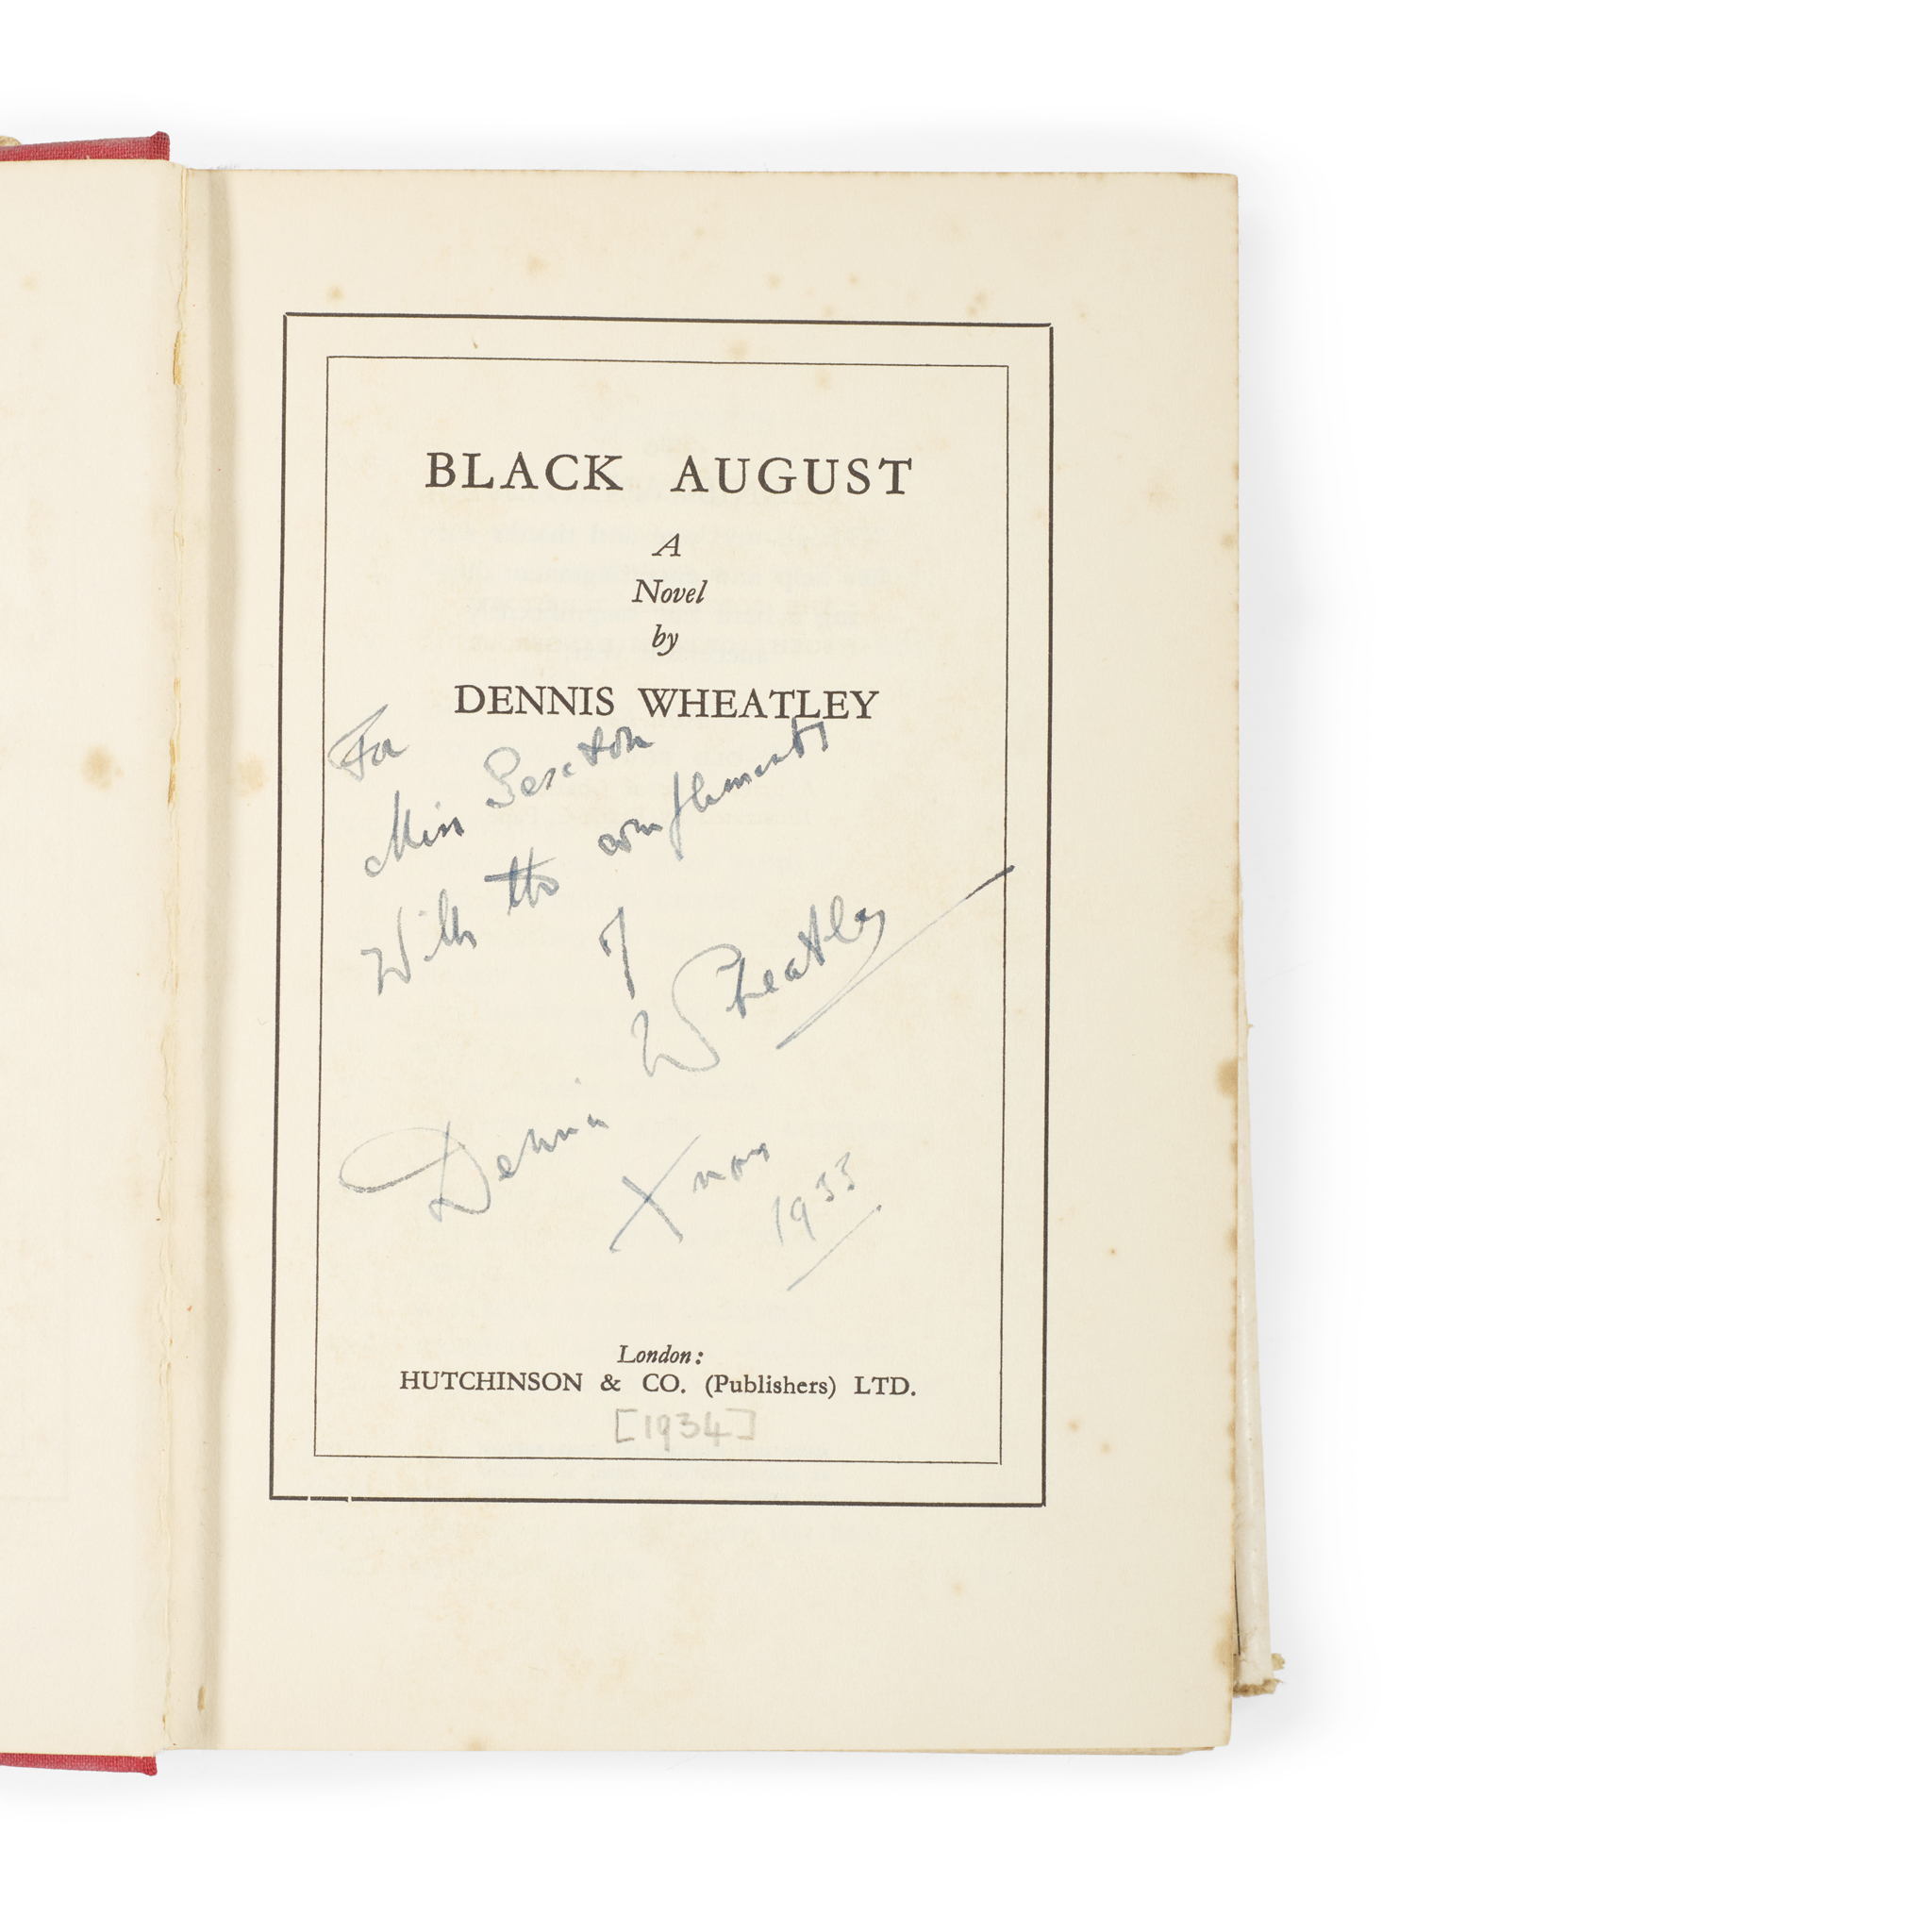 BLACK AUGUST
A
Novel
by
DENNIS WHEATLEY
For
Miss Sexton
With the compliments
of
Dennis Wheatley
Xmas
1933
London:
HUTCHINSON & CO. (Publishers) LTD.
[1934]